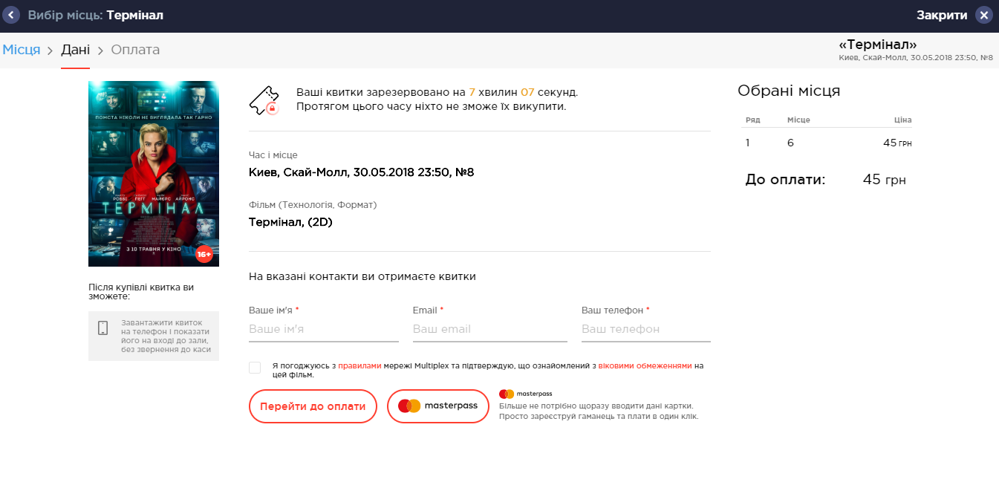 Вибір місць: Термінал
Закрити
Місця
Дані
Оплата
«Термінал»
Киев, Скай-Молл, 30.05.2018 23:50, №8
ПОМСТА НІКОЛИ НЕ ВИГЛЯДАЛА ТАК ГАРНО
РОББІ ПЕГГ МАЙЄРС АЙРОНС
ТЕРМІНАЛ
З 10 ТРАВНЯ У КІНО
16+
Після купівлі квитка ви
зможете:
Завантажити квиток
на телефон і показати
його на вході до зали,
без звернення до каси
Ваші квитки зарезервовано на 7 хвилин 07 секунд.
Протягом цього часу ніхто не зможе їх викупити.
Час і місце
Киев, Скай-Молл, 30.05.2018 23:50, №8
Фільм (Технологія, Формат)
Термінал, (2D)
На вказані контакти ви отримаєте квитки
Ваше ім'я *
Email *
Ваш телефон *
Ваше ім'я
Ваш email
Ваш телефон
Я погоджуюсь з правилами мережі Multiplex та підтверджую, що ознайомлений з віковими обмеженнями на
цей фільм.
Перейти до оплати
masterpass
masterpass
Більше не потрібно щоразу вводити дані картки.
Просто зареєструй гаманець та плати в один клік.
Обрані місця
Ряд Місце Ціна
1 6 45 ГРН
До оплати: 45 грн